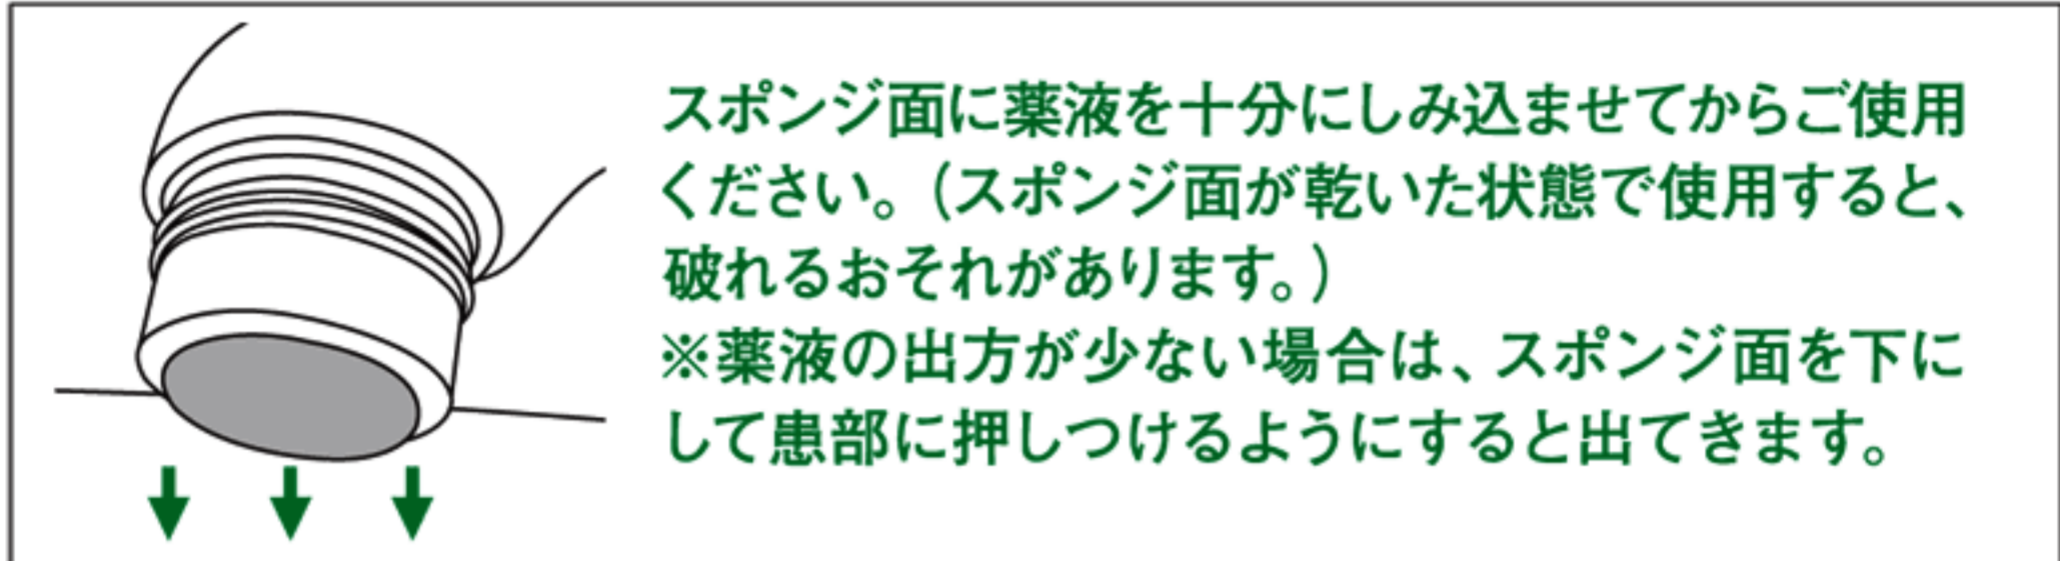 スポンジ面に薬液を十分にしみ込ませてからご使用
ください。（スポンジ面が乾いた状態で使用すると、
破れるおそれがあります。）
※薬液の出方が少ない場合は、スポンジ面を下に
して患部に押しつけるようにすると出てきます。